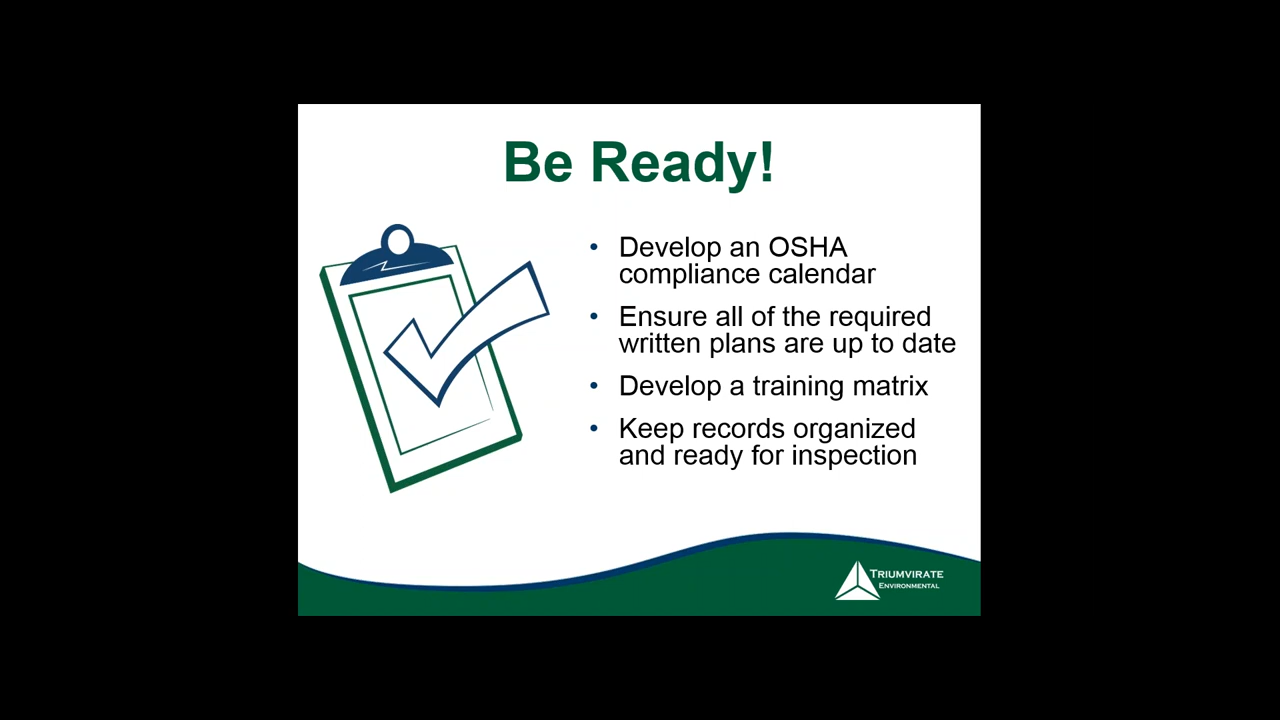 Be Ready!
• Develop an OSHA
compliance calendar
• Ensure all of the required
written plans are up to date
• Develop a training matrix
• Keep records organized
and ready for inspection
TRIUMVIRATE
ENVIRONMENTAL